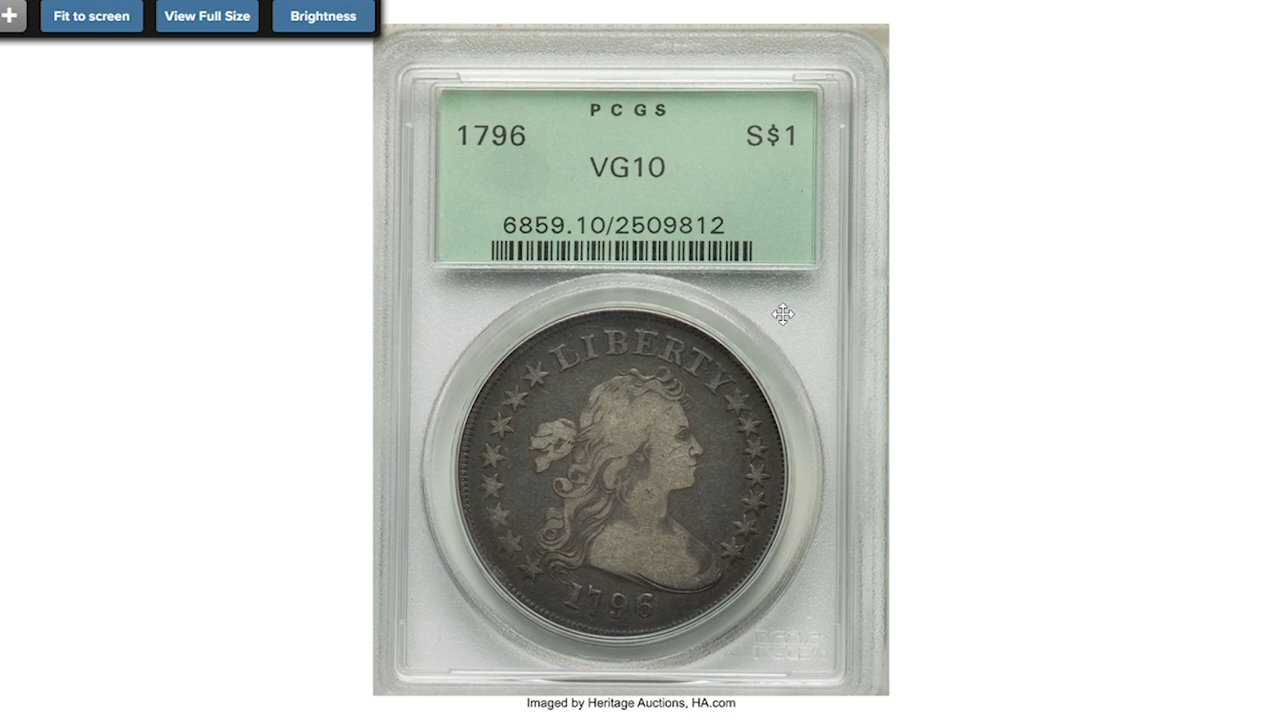 Fit to screen
View Full Size
Brightness
PCGS
1796 S$1
VG10
6859.10/2509812
LIBERTY
1796
PCGS
Imaged by Heritage Auctions, HA.com